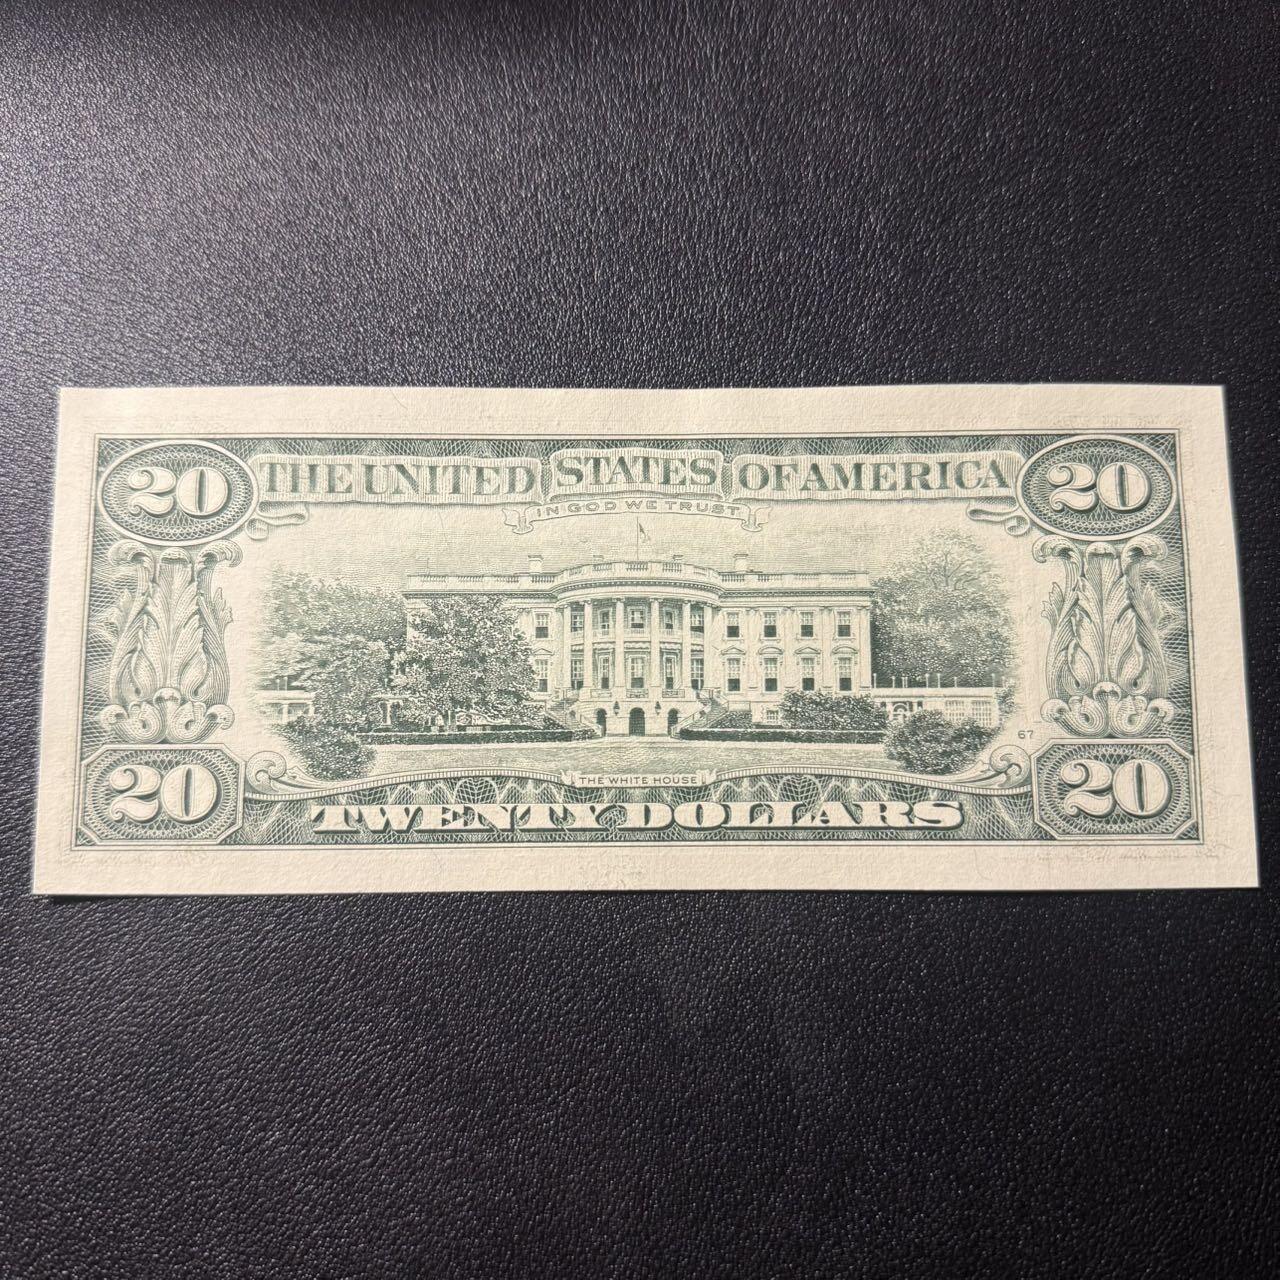 20 THE UNITED STATES OF AMERICA 20
IN GOD WE TRUST
67
THE WHITE HOUSE
20 TWENTY DOLLARS 20